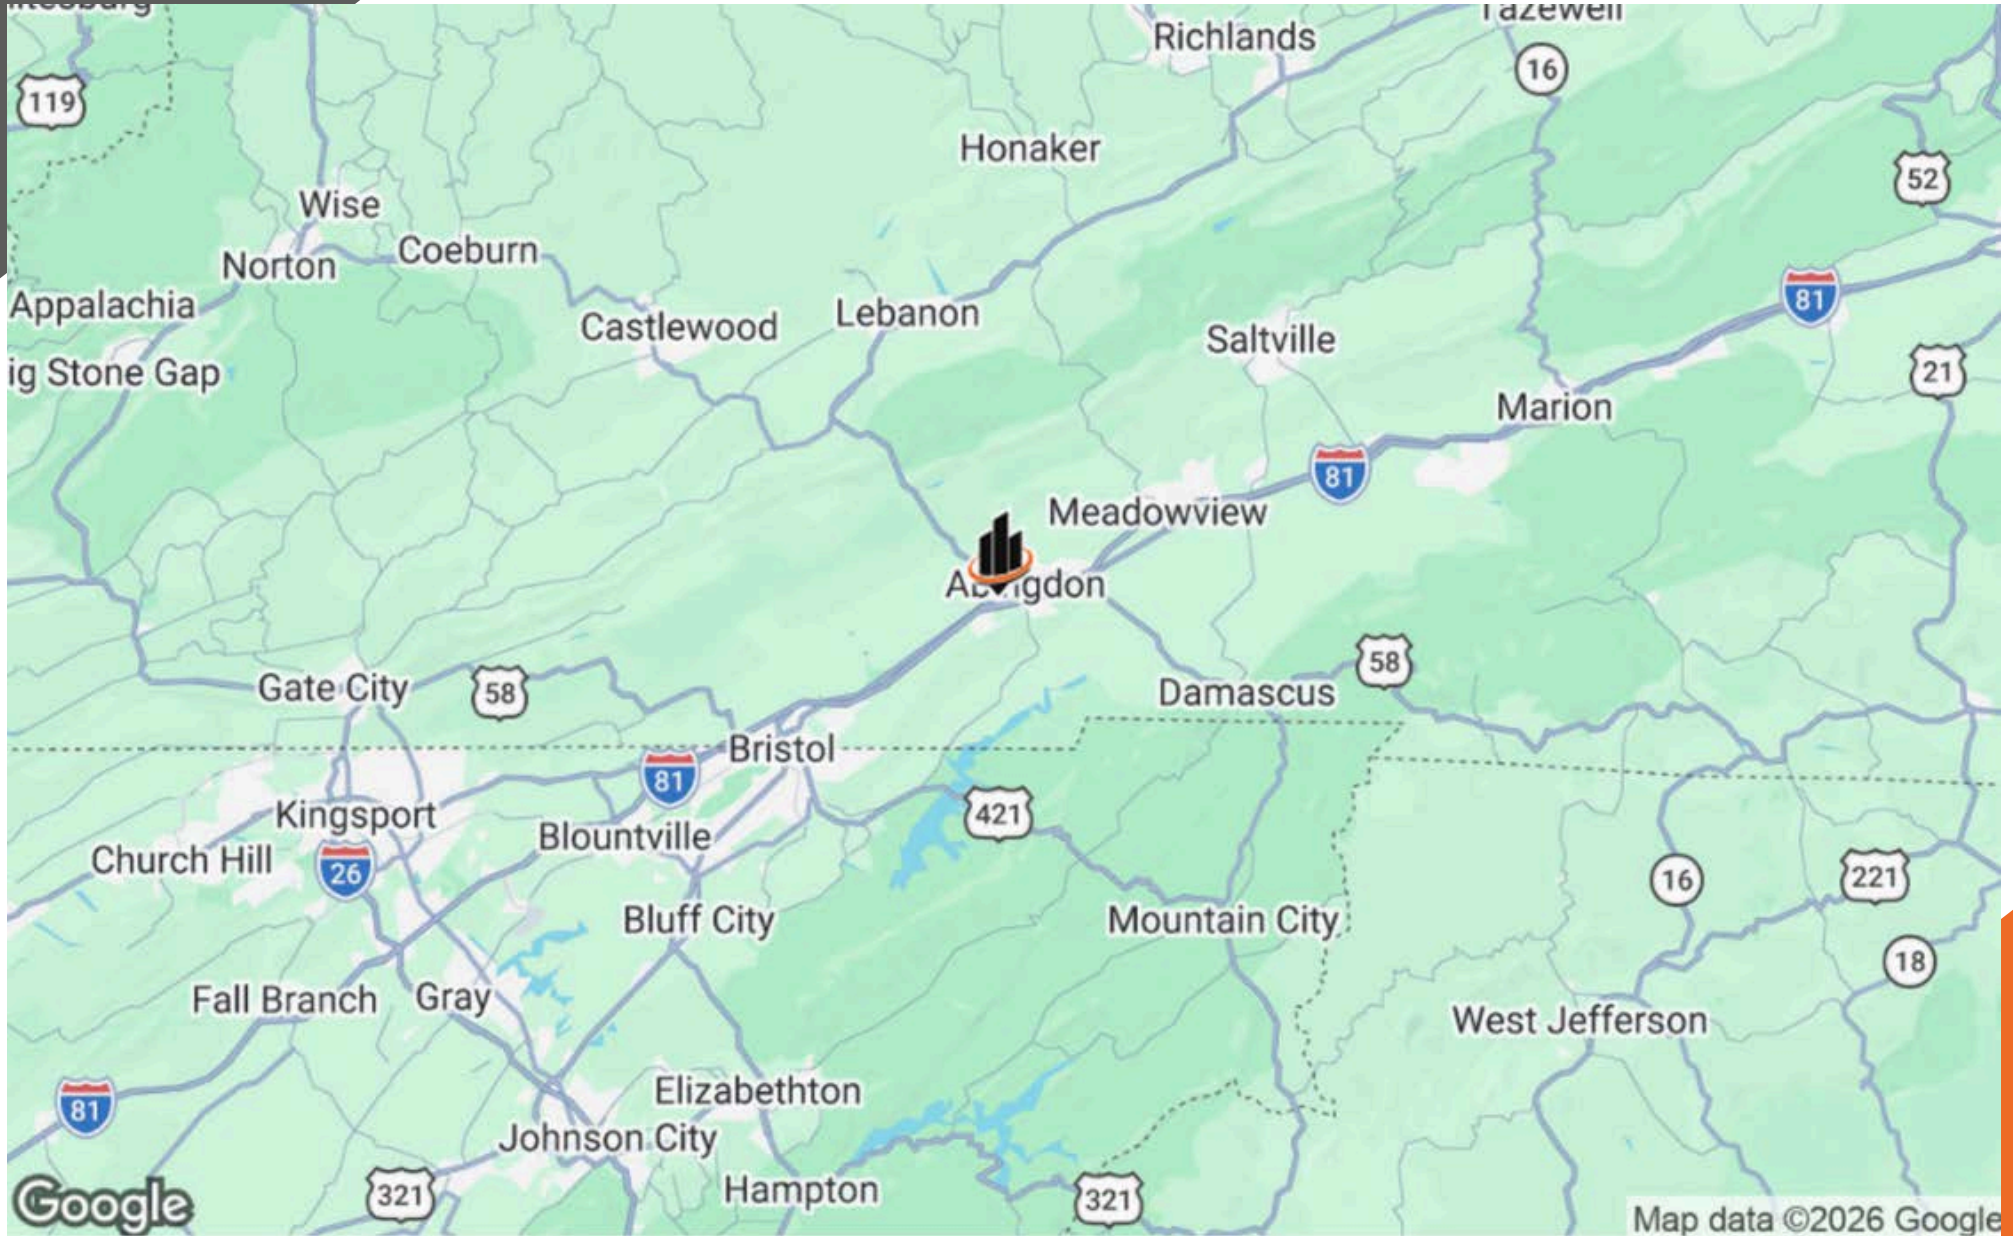 Richlands
16
119
Honaker
52
Wise
Coeburn
Norton
81
Appalachia
Lebanon
Castlewood
Saltville
ig Stone Gap
21
Marion
81
Meadowview
Abingdon
58
Gate City
58
Damascus
Bristol
81
421
Kingsport
Blountville
Church Hill
26
16
221
Bluff City
Mountain City
18
Fall Branch
Gray
West Jefferson
Elizabethton
81
Johnson City
Hampton
321
321
Google
Map data ©2026 Google